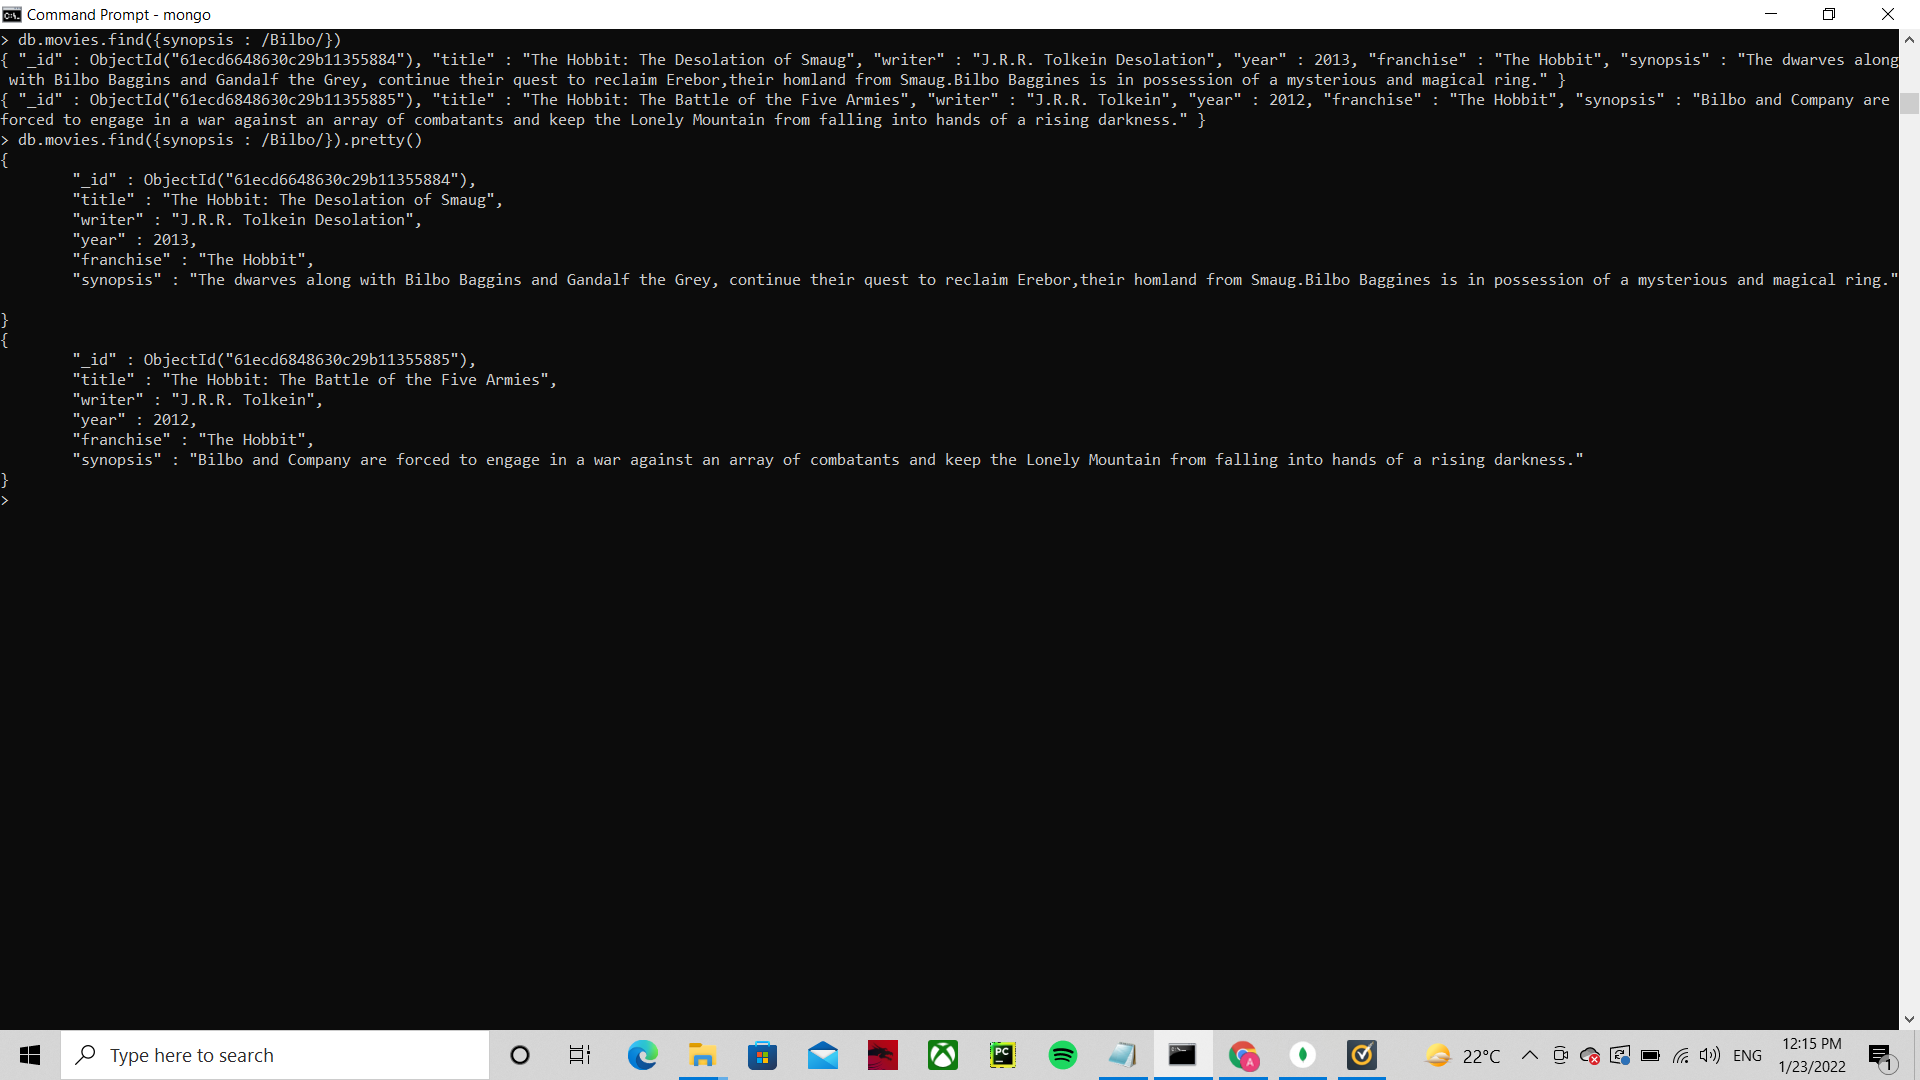 Command Prompt - mongo
> db.movies.find({synopsis : /Bilbo/})
{ "_id" : ObjectId("61ecd6648630c29b11355884"), "title" : "The Hobbit: The Desolation of Smaug", "writer" : "J.R.R. Tolkein Desolation", "year" : 2013, "franchise" : "The Hobbit", "synopsis" : "The dwarves along
with Bilbo Baggins and Gandalf the Grey, continue their quest to reclaim Erebor,their homland from Smaug.Bilbo Baggines is in possession of a mysterious and magical ring." }
{ "_id" : ObjectId("61ecd6848630c29b11355885"), "title" : "The Hobbit: The Battle of the Five Armies", "writer" : "J.R.R. Tolkein", "year" : 2012, "franchise" : "The Hobbit", "synopsis" : "Bilbo and Company are
forced to engage in a war against an array of combatants and keep the Lonely Mountain from falling into hands of a rising darkness." }
> db.movies.find({synopsis : /Bilbo/}).pretty()
{
"_id" : ObjectId("61ecd6648630c29b11355884"),
"title" : "The Hobbit: The Desolation of Smaug",
"writer" : "J.R.R. Tolkein Desolation",
"year" : 2013,
"franchise" : "The Hobbit",
"synopsis" : "The dwarves along with Bilbo Baggins and Gandalf the Grey, continue their quest to reclaim Erebor,their homland from Smaug.Bilbo Baggines is in possession of a mysterious and magical ring."
}
{
"_id" : ObjectId("61ecd6848630c29b11355885"),
"title" : "The Hobbit: The Battle of the Five Armies",
"writer" : "J.R.R. Tolkein",
"year" : 2012,
"franchise" : "The Hobbit",
"synopsis" : "Bilbo and Company are forced to engage in a war against an array of combatants and keep the Lonely Mountain from falling into hands of a rising darkness."
}
>
Type here to search
PC
A
22°C
ENG
12:15 PM
1/23/2022
1